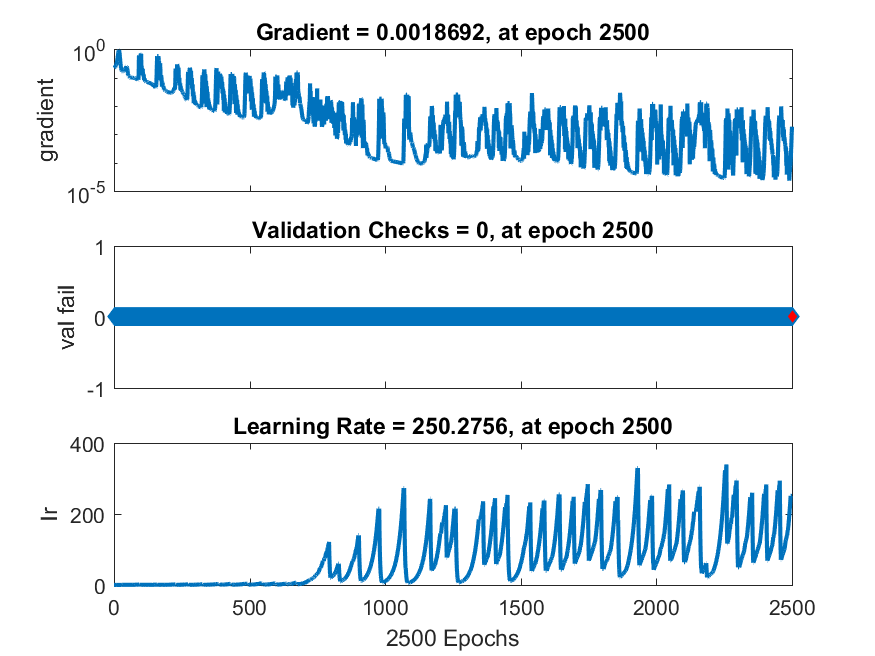 Gradient = 0.0018692, at epoch 2500
10^0
gradient
10^-5
Validation Checks = 0, at epoch 2500
1
val fail
0
-1
Learning Rate = 250.2756, at epoch 2500
400
lr
200
0
0 500 1000 1500 2000 2500
2500 Epochs